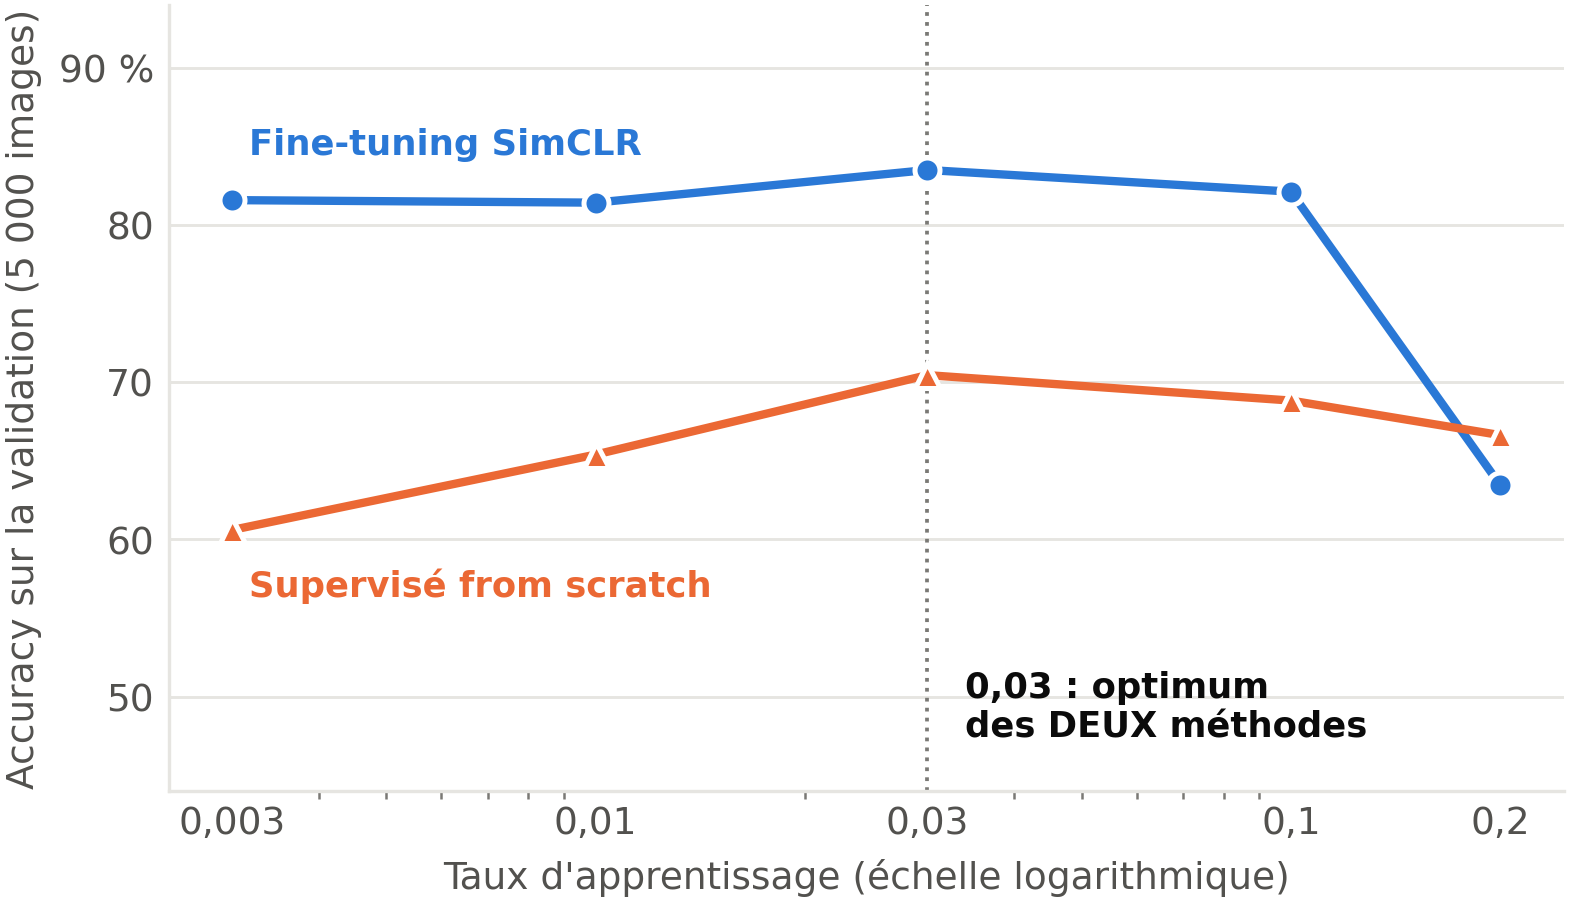 Accuracy sur la validation (5 000 images)
90 %
80
70
60
50
Fine-tuning SimCLR
Supervisé from scratch
0,03 : optimum
des DEUX méthodes
0,003
0,01
0,03
0,1
0,2
Taux d'apprentissage (échelle logarithmique)